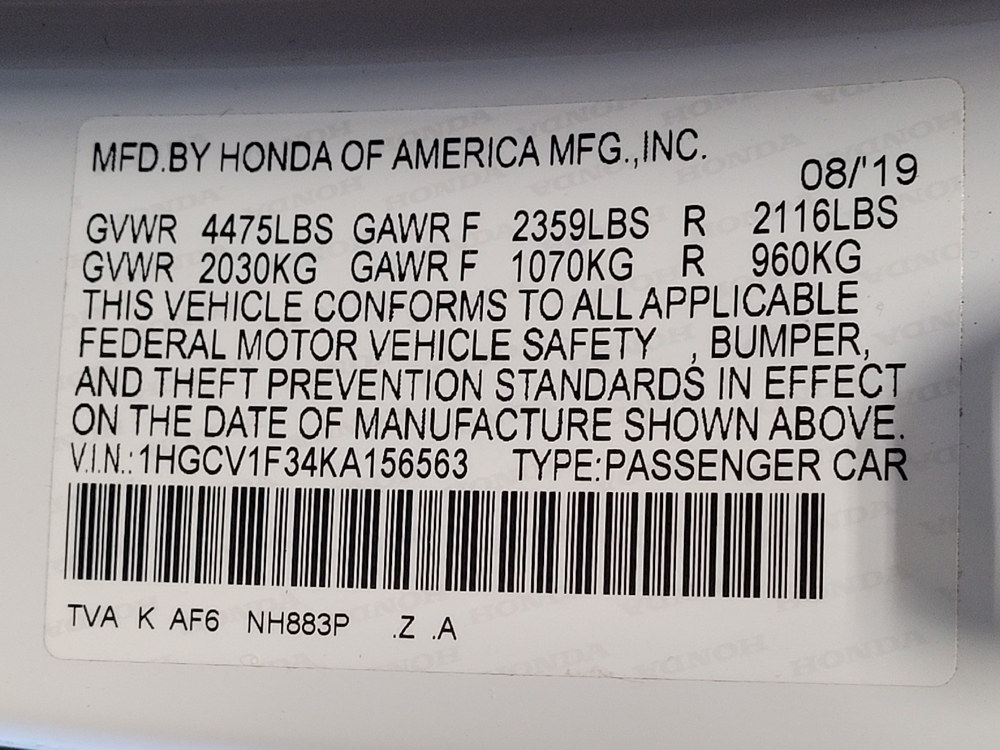 MFD.BY HONDA OF AMERICA MFG.,INC.
08/'19
GVWR 4475LBS GAWR F 2359LBS R 2116LBS
GVWR 2030KG GAWR F 1070KG R 960KG
THIS VEHICLE CONFORMS TO ALL APPLICABLE
FEDERAL MOTOR VEHICLE SAFETY , BUMPER,
AND THEFT PREVENTION STANDARDS IN EFFECT
ON THE DATE OF MANUFACTURE SHOWN ABOVE.
V.I.N.:1HGCV1F34KA156563 TYPE:PASSENGER CAR
TVA K AF6 NH883P .Z .A